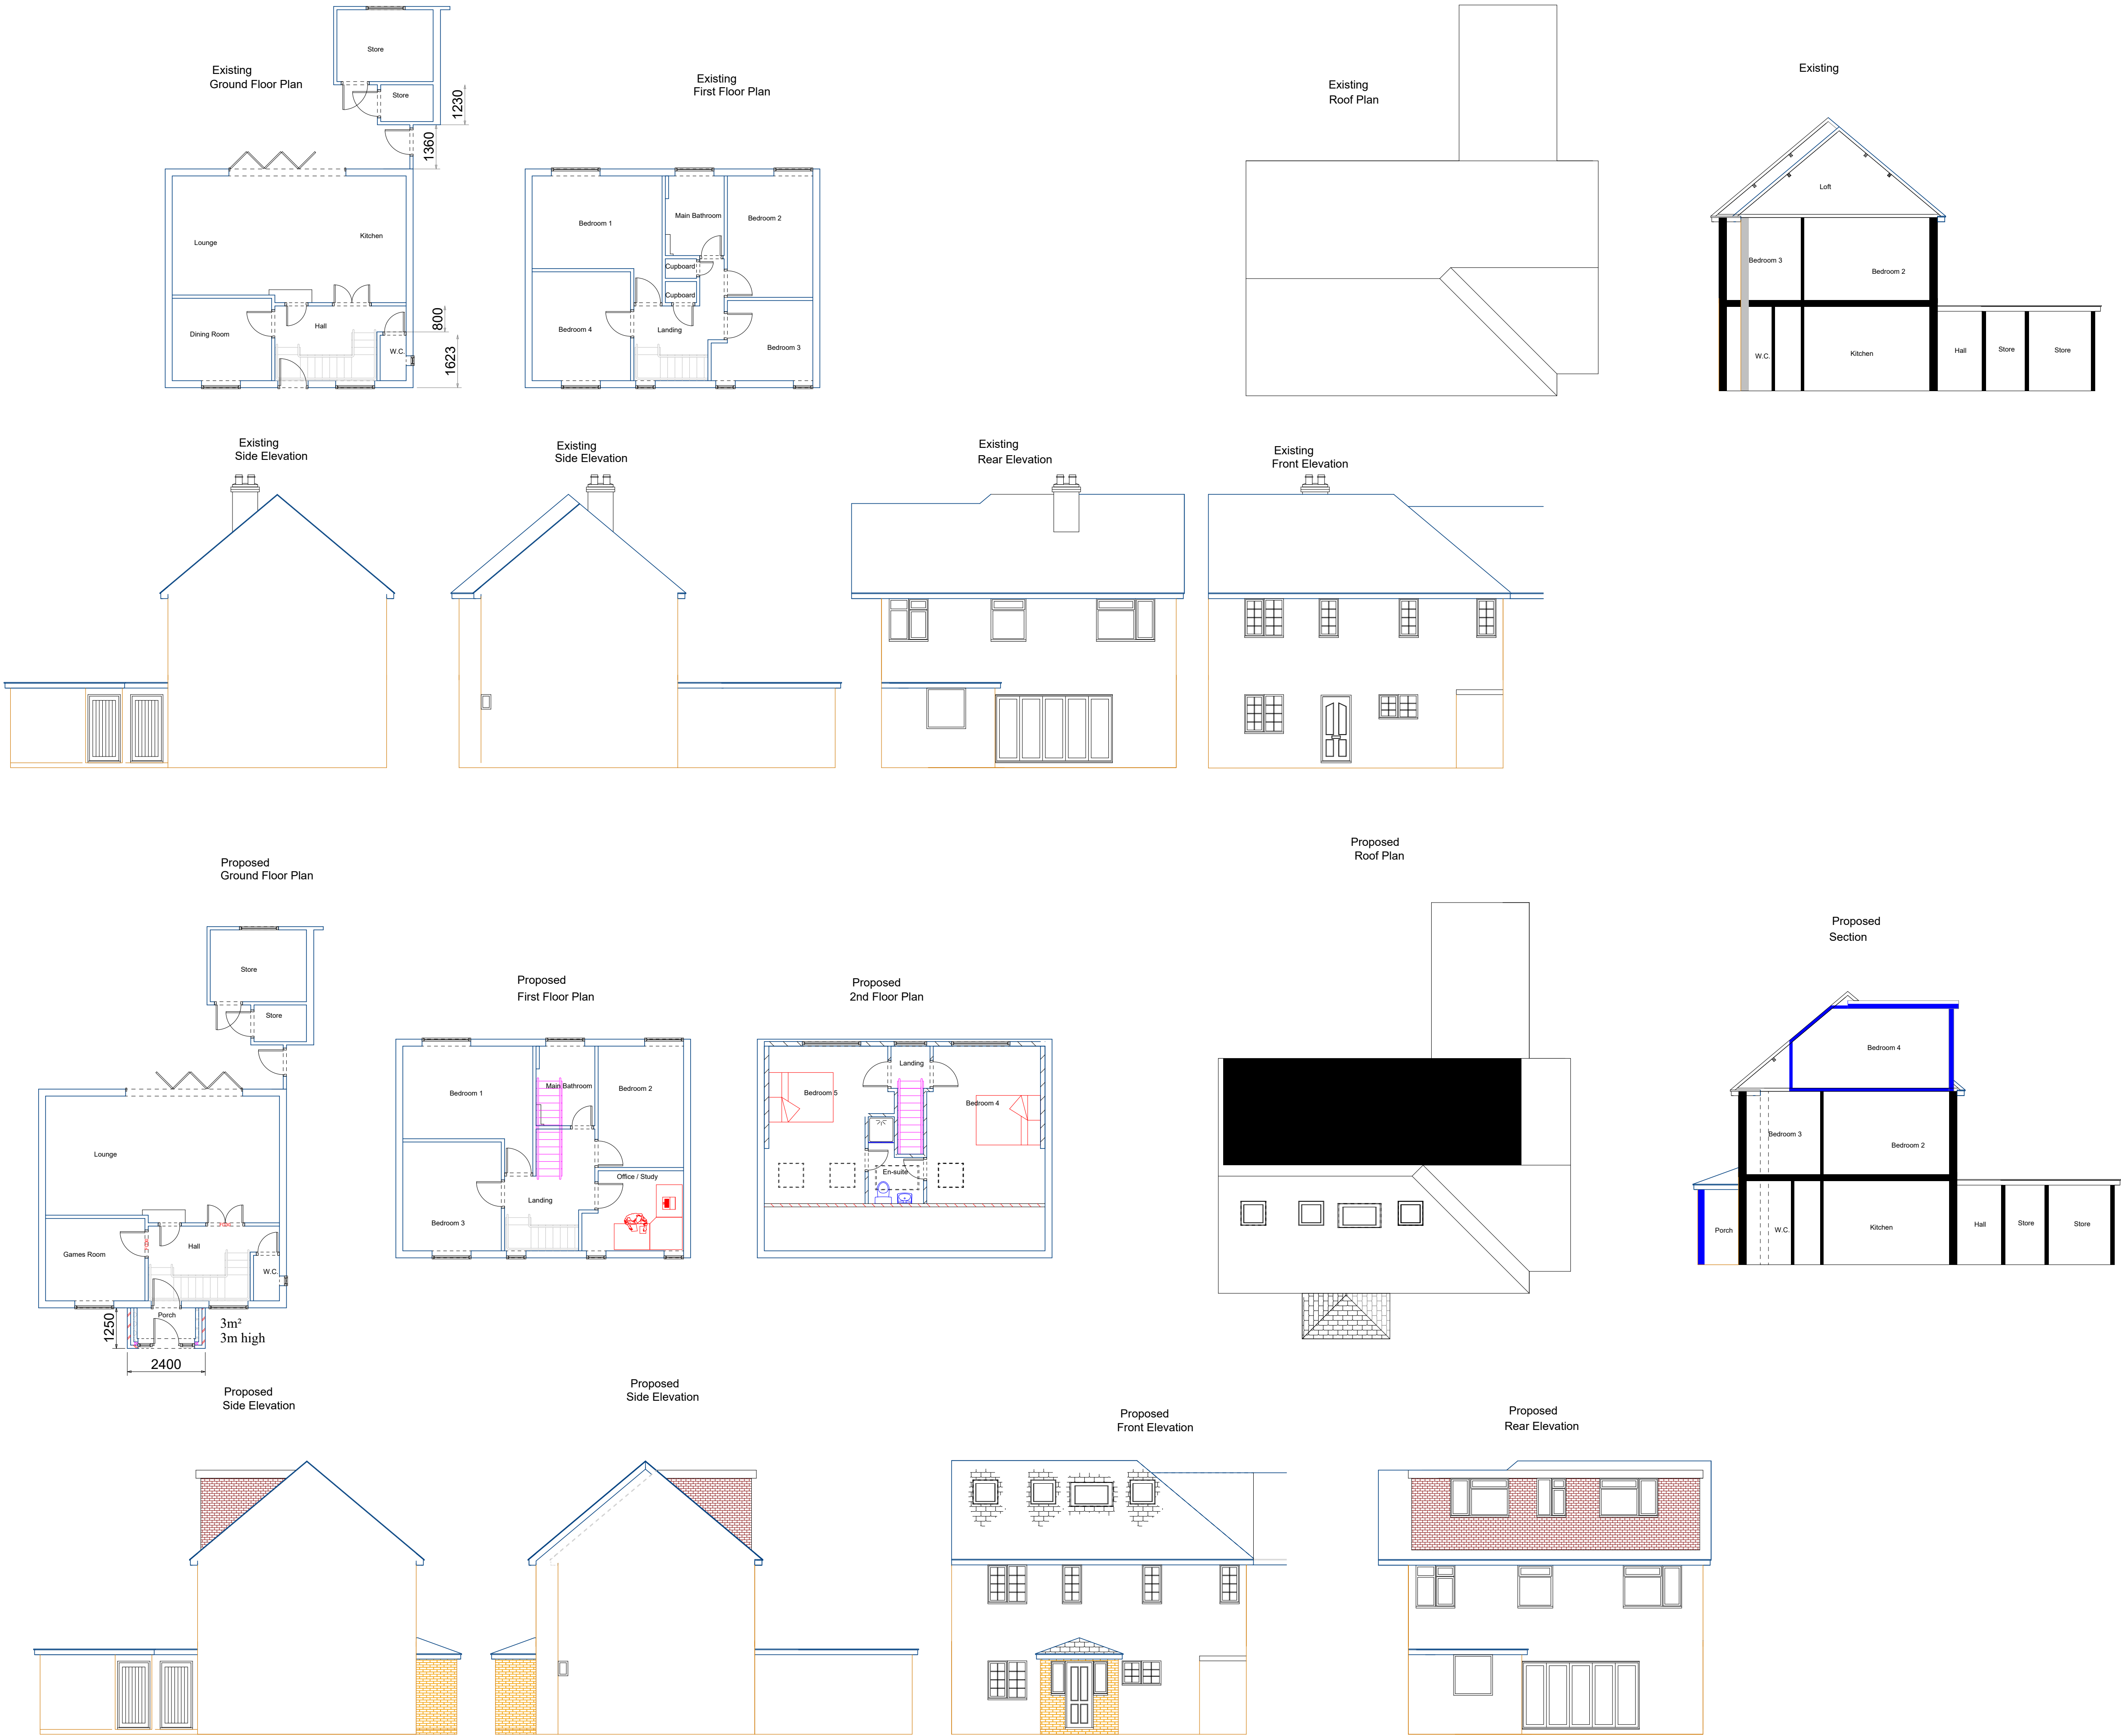 Existing
Ground Floor Plan
Store
Store
1230
1360
Lounge
Kitchen
Dining Room
Hall
W.C.
800
1623
Existing
First Floor Plan
Bedroom 1
Main Bathroom
Bedroom 2
Cupboard
Cupboard
Bedroom 4
Landing
Bedroom 3
Existing
Roof Plan
Existing
Loft
Bedroom 3
Bedroom 2
W.C.
Kitchen
Hall
Store
Store
Existing
Side Elevation
Existing
Side Elevation
Existing
Rear Elevation
Existing
Front Elevation
Proposed
Ground Floor Plan
Store
Store
Lounge
Games Room
Hall
W.C.
Porch
1250
2400
3m²
3m high
Proposed
First Floor Plan
Bedroom 1
Main Bathroom
Bedroom 2
Office / Study
Landing
Bedroom 3
Proposed
2nd Floor Plan
Landing
Bedroom 5
Bedroom 4
En-suite
Proposed
Roof Plan
Proposed
Section
Bedroom 4
Bedroom 3
Bedroom 2
Porch
W.C.
Kitchen
Hall
Store
Store
Proposed
Side Elevation
Proposed
Side Elevation
Proposed
Front Elevation
Proposed
Rear Elevation